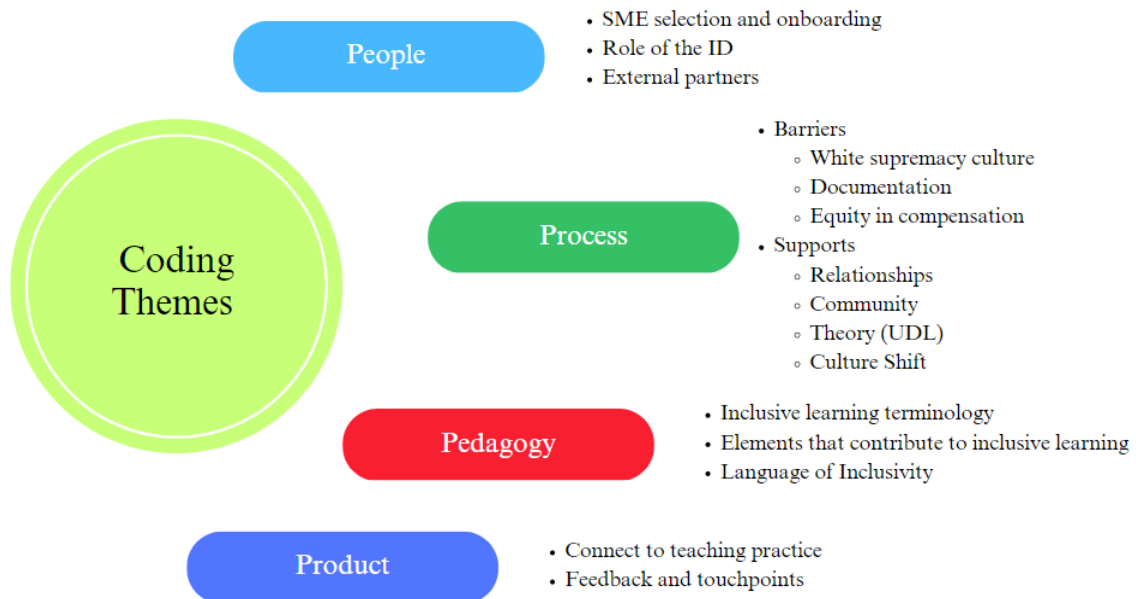 Coding
Themes
People
SME selection and onboarding
Role of the ID
External partners
Process
Barriers
White supremacy culture
Documentation
Equity in compensation
Supports
Relationships
Community
Theory (UDL)
Culture Shift
Pedagogy
Inclusive learning terminology
Elements that contribute to inclusive learning
Language of Inclusivity
Product
Connect to teaching practice
Feedback and touchpoints